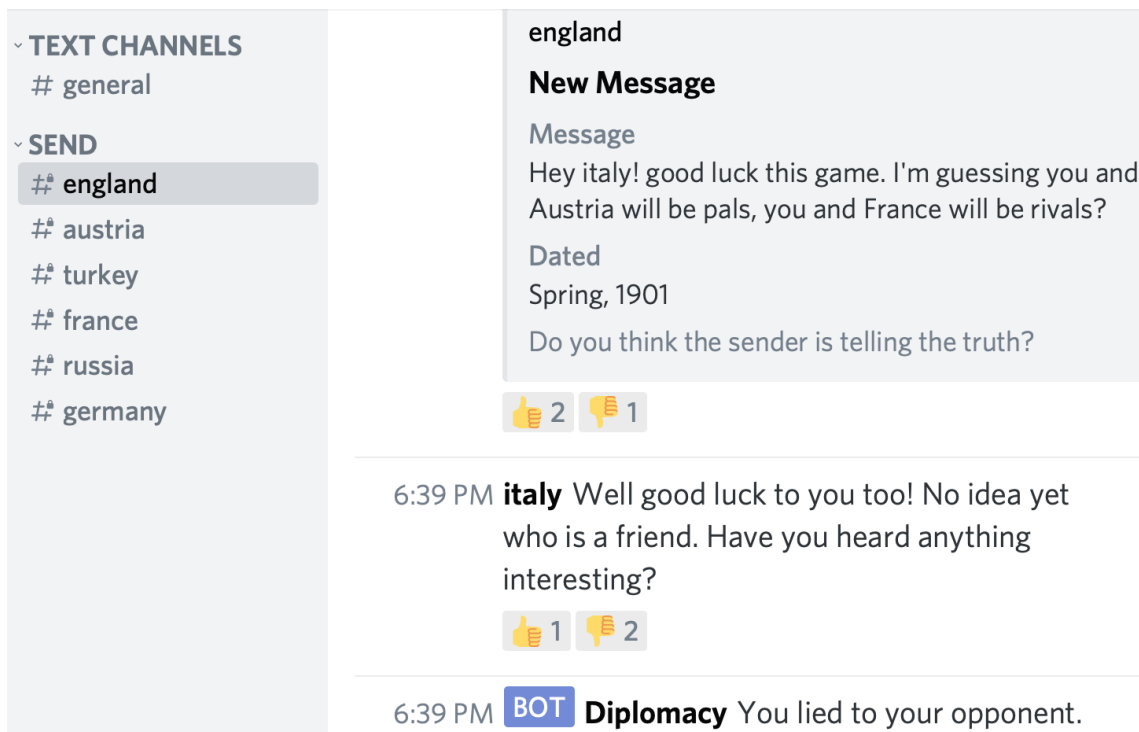 TEXT CHANNELS
# general
SEND
# england
# austria
# turkey
# france
# russia
# germany
england
New Message
Message
Hey italy! good luck this game. I'm guessing you and
Austria will be pals, you and France will be rivals?
Dated
Spring, 1901
Do you think the sender is telling the truth?
👍 2 👎 1
6:39 PM italy Well good luck to you too! No idea yet
who is a friend. Have you heard anything
interesting?
👍 1 👎 2
6:39 PM BOT Diplomacy You lied to your opponent.